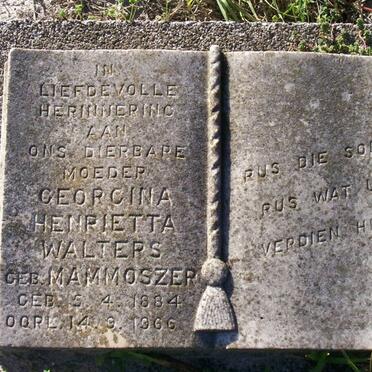 IN
LIEFDEVOLLE
HERINNERING
AAN
ONS DIERBARE
MOEDER
GEORGINA
HENRIETTA
WALTERS
GEB. MAMMOSZER
GEB. 5. 4. 1884
OORL. 14. 9. 1966
RUS DIE
RUS WAT
VERDIEN